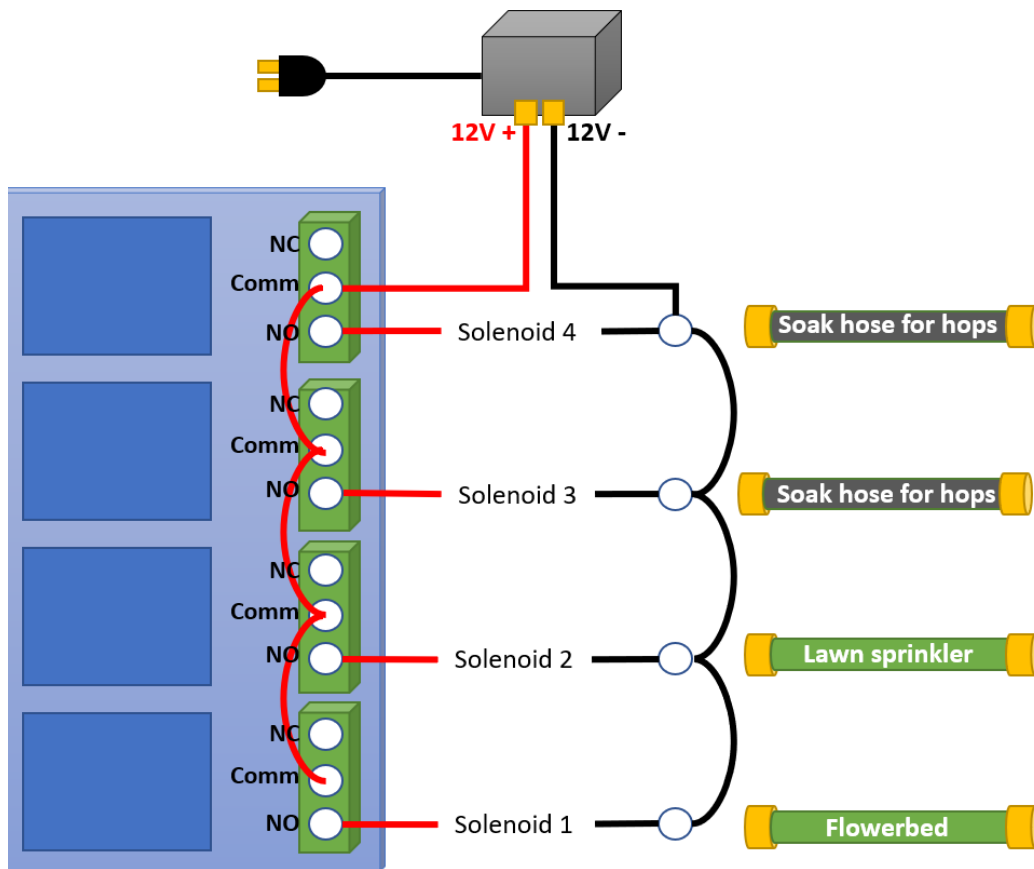 12V +
12V -
NC
Comm
NO
Solenoid 4
Soak hose for hops
NC
Comm
NO
Solenoid 3
Soak hose for hops
NC
Comm
NO
Solenoid 2
Lawn sprinkler
NC
Comm
NO
Solenoid 1
Flowerbed